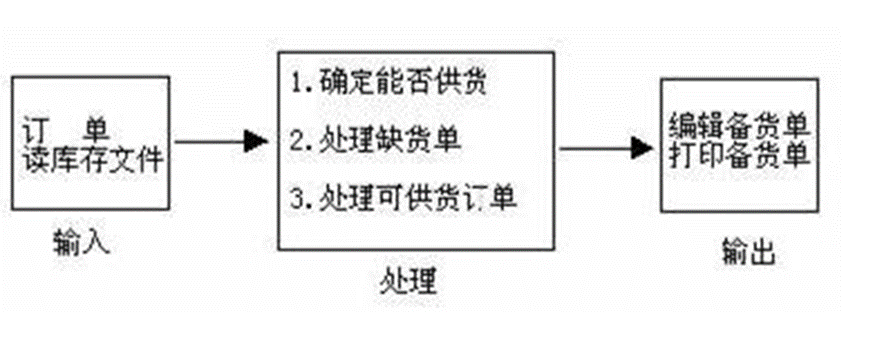 订 单
读库存文件
输入
1.确定能否供货
2.处理缺货单
3.处理可供货订单
处理
编辑备货单
打印备货单
输出